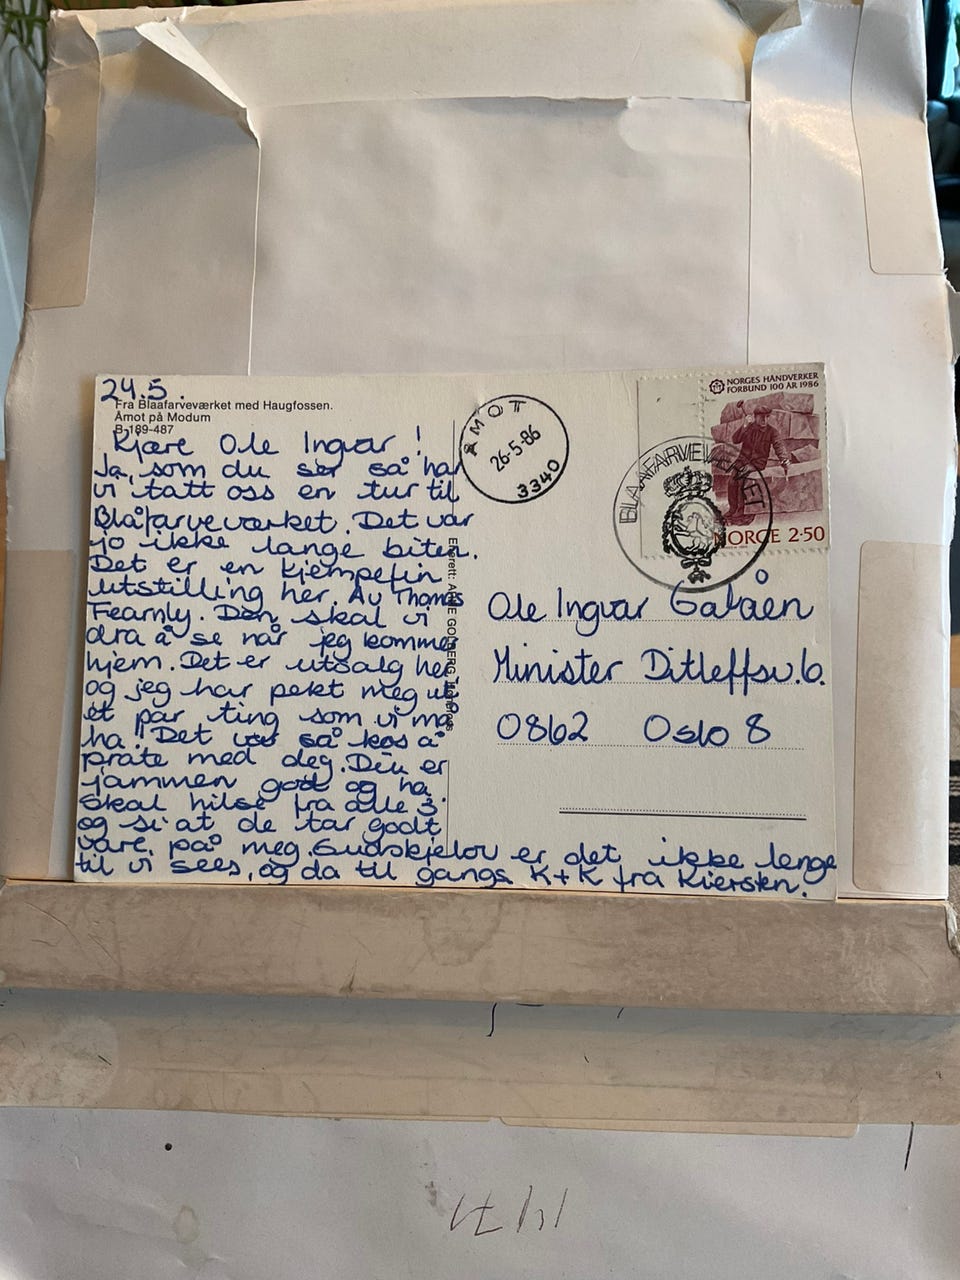 24.5.
Fra Blaafarveværket med Haugfossen.
Åmot på Modum
B-189-487
Kjære Ole Ingvar !
Ja, som du ser så har
vi tatt oss en tur til
Blåfarveværket. Det var
jo ikke lange biten.
Det er en kjempefin
utstilling her. Av Thomas
Fearnly. Den skal vi
dra å se når jeg kommer
hjem. Det er utsalg her
og jeg har pekt meg ut
et par ting som vi må
ha! Det var så kos å
prate med deg. Du er
jammen god og ha.
Skal hilse fra alle 3
og si at de tar godt
vare på meg. Gudskjelov er det ikke lenge
til vi sees, og da til gangs K+K fra Kiersten.
Enerett:
ÅMOT
26-5-86
3340
BLAAFARVEVÆRKET
NORGES HÅNDVERKER
FORBUND 100 ÅR 1986
NORGE 2.50
Ole Ingvar Galåen
Minister Ditleffsv. 6.
0862 Oslo 8